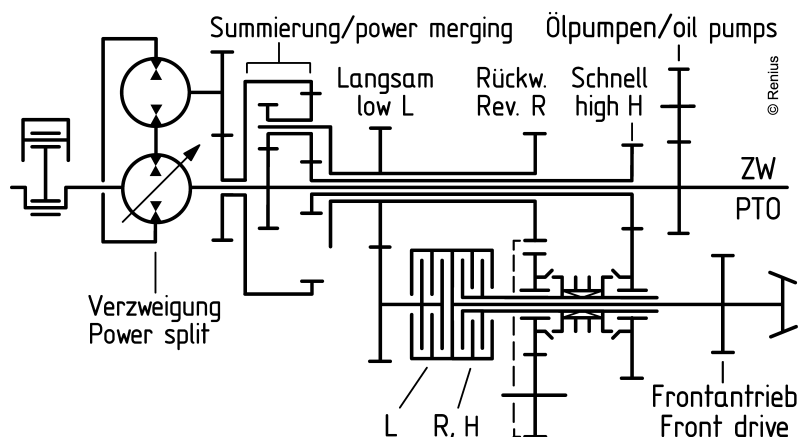 Summierung/power merging
Ölpumpen/oil pumps
© Renius
Langsam
low L
Rückw.
Rev. R
Schnell
high H
ZW
PTO
Verzweigung
Power split
L
R, H
Frontantrieb
Front drive